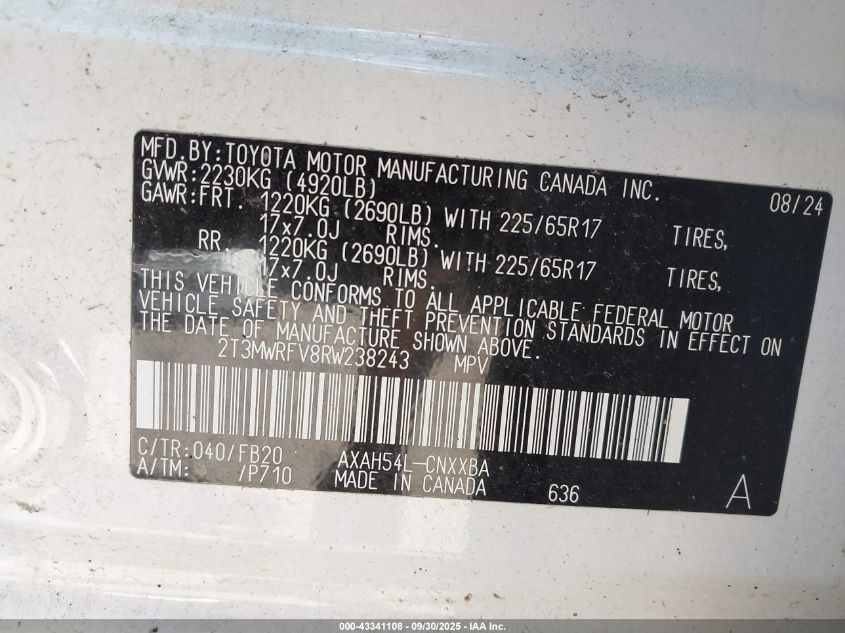 MFD.BY:TOYOTA MOTOR MANUFACTURING CANADA INC. 08/24
GVWR:2230KG (4920LB)
GAWR:FRT. 1220KG (2690LB) WITH 225/65R17 TIRES,
17x7.0J RIMS.
RR. 1220KG (2690LB) WITH 225/65R17 TIRES,
17x7.0J RIMS.
THIS VEHICLE CONFORMS TO ALL APPLICABLE FEDERAL MOTOR
VEHICLE SAFETY AND THEFT PREVENTION STANDARDS IN EFFECT ON
THE DATE OF MANUFACTURE SHOWN ABOVE.
2T3MWRFV8RW238243 MPV
C/TR:040/FB20 AXAH54L-CNXXBA
A/TM: /P710 MADE IN CANADA 636 A
000-43341108 - 09/30/2025 - IAA Inc.